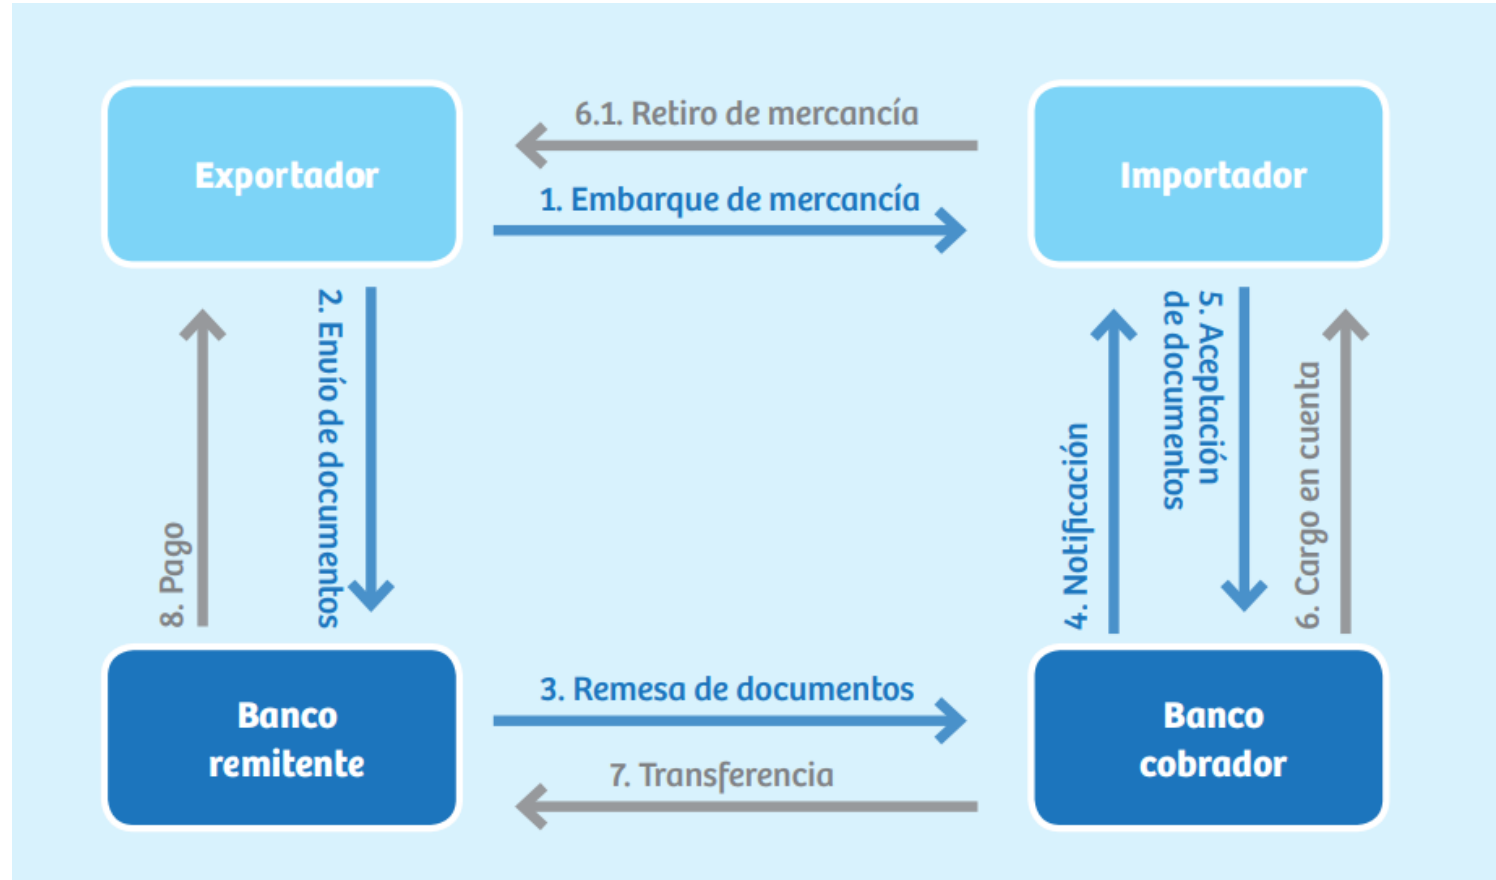 6.1. Retiro de mercancía
Exportador
Importador
1. Embarque de mercancía
2. Envío de documentos
8. Pago
4. Notificación
5. Aceptación
de documentos
6. Cargo en cuenta
3. Remesa de documentos
Banco
remitente
Banco
cobrador
7. Transferencia